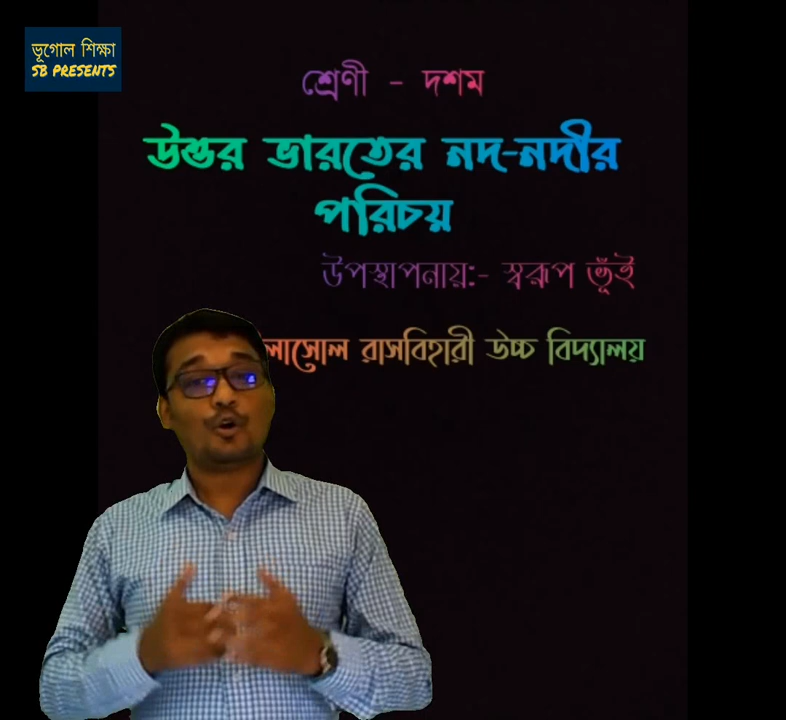 ভূগোল শিক্ষা
SB PRESENTS
শ্রেণী - দশম
উত্তর ভারতের নদ-নদীর
পরিচয়
উপস্থাপনায়:- স্বরূপ ভূঁই
রাসবিহারী উচ্চ বিদ্যালয়